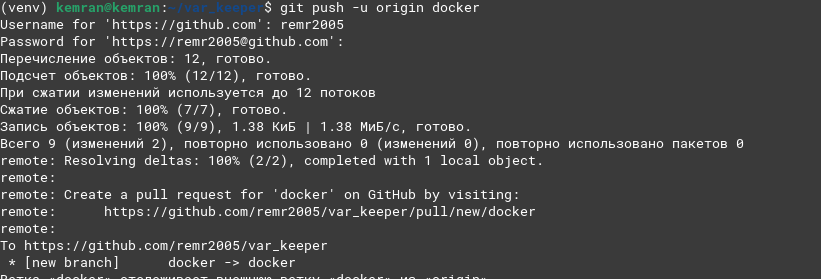 (venv) kemran@kemran:~/var_keeper$ git push -u origin docker
Username for 'https://github.com': remr2005
Password for 'https://remr2005@github.com':
Перечисление объектов: 12, готово.
Подсчет объектов: 100% (12/12), готово.
При сжатии изменений используется до 12 потоков
Сжатие объектов: 100% (7/7), готово.
Запись объектов: 100% (9/9), 1.38 КиБ | 1.38 МиБ/с, готово.
Всего 9 (изменений 2), повторно использовано 0 (изменений 0), повторно использовано пакетов 0
remote: Resolving deltas: 100% (2/2), completed with 1 local object.
remote:
remote: Create a pull request for 'docker' on GitHub by visiting:
remote:      https://github.com/remr2005/var_keeper/pull/new/docker
remote:
To https://github.com/remr2005/var_keeper
 * [new branch]      docker -> docker
Ветка «docker» отслеживает внешнюю ветку «docker» из «origin».